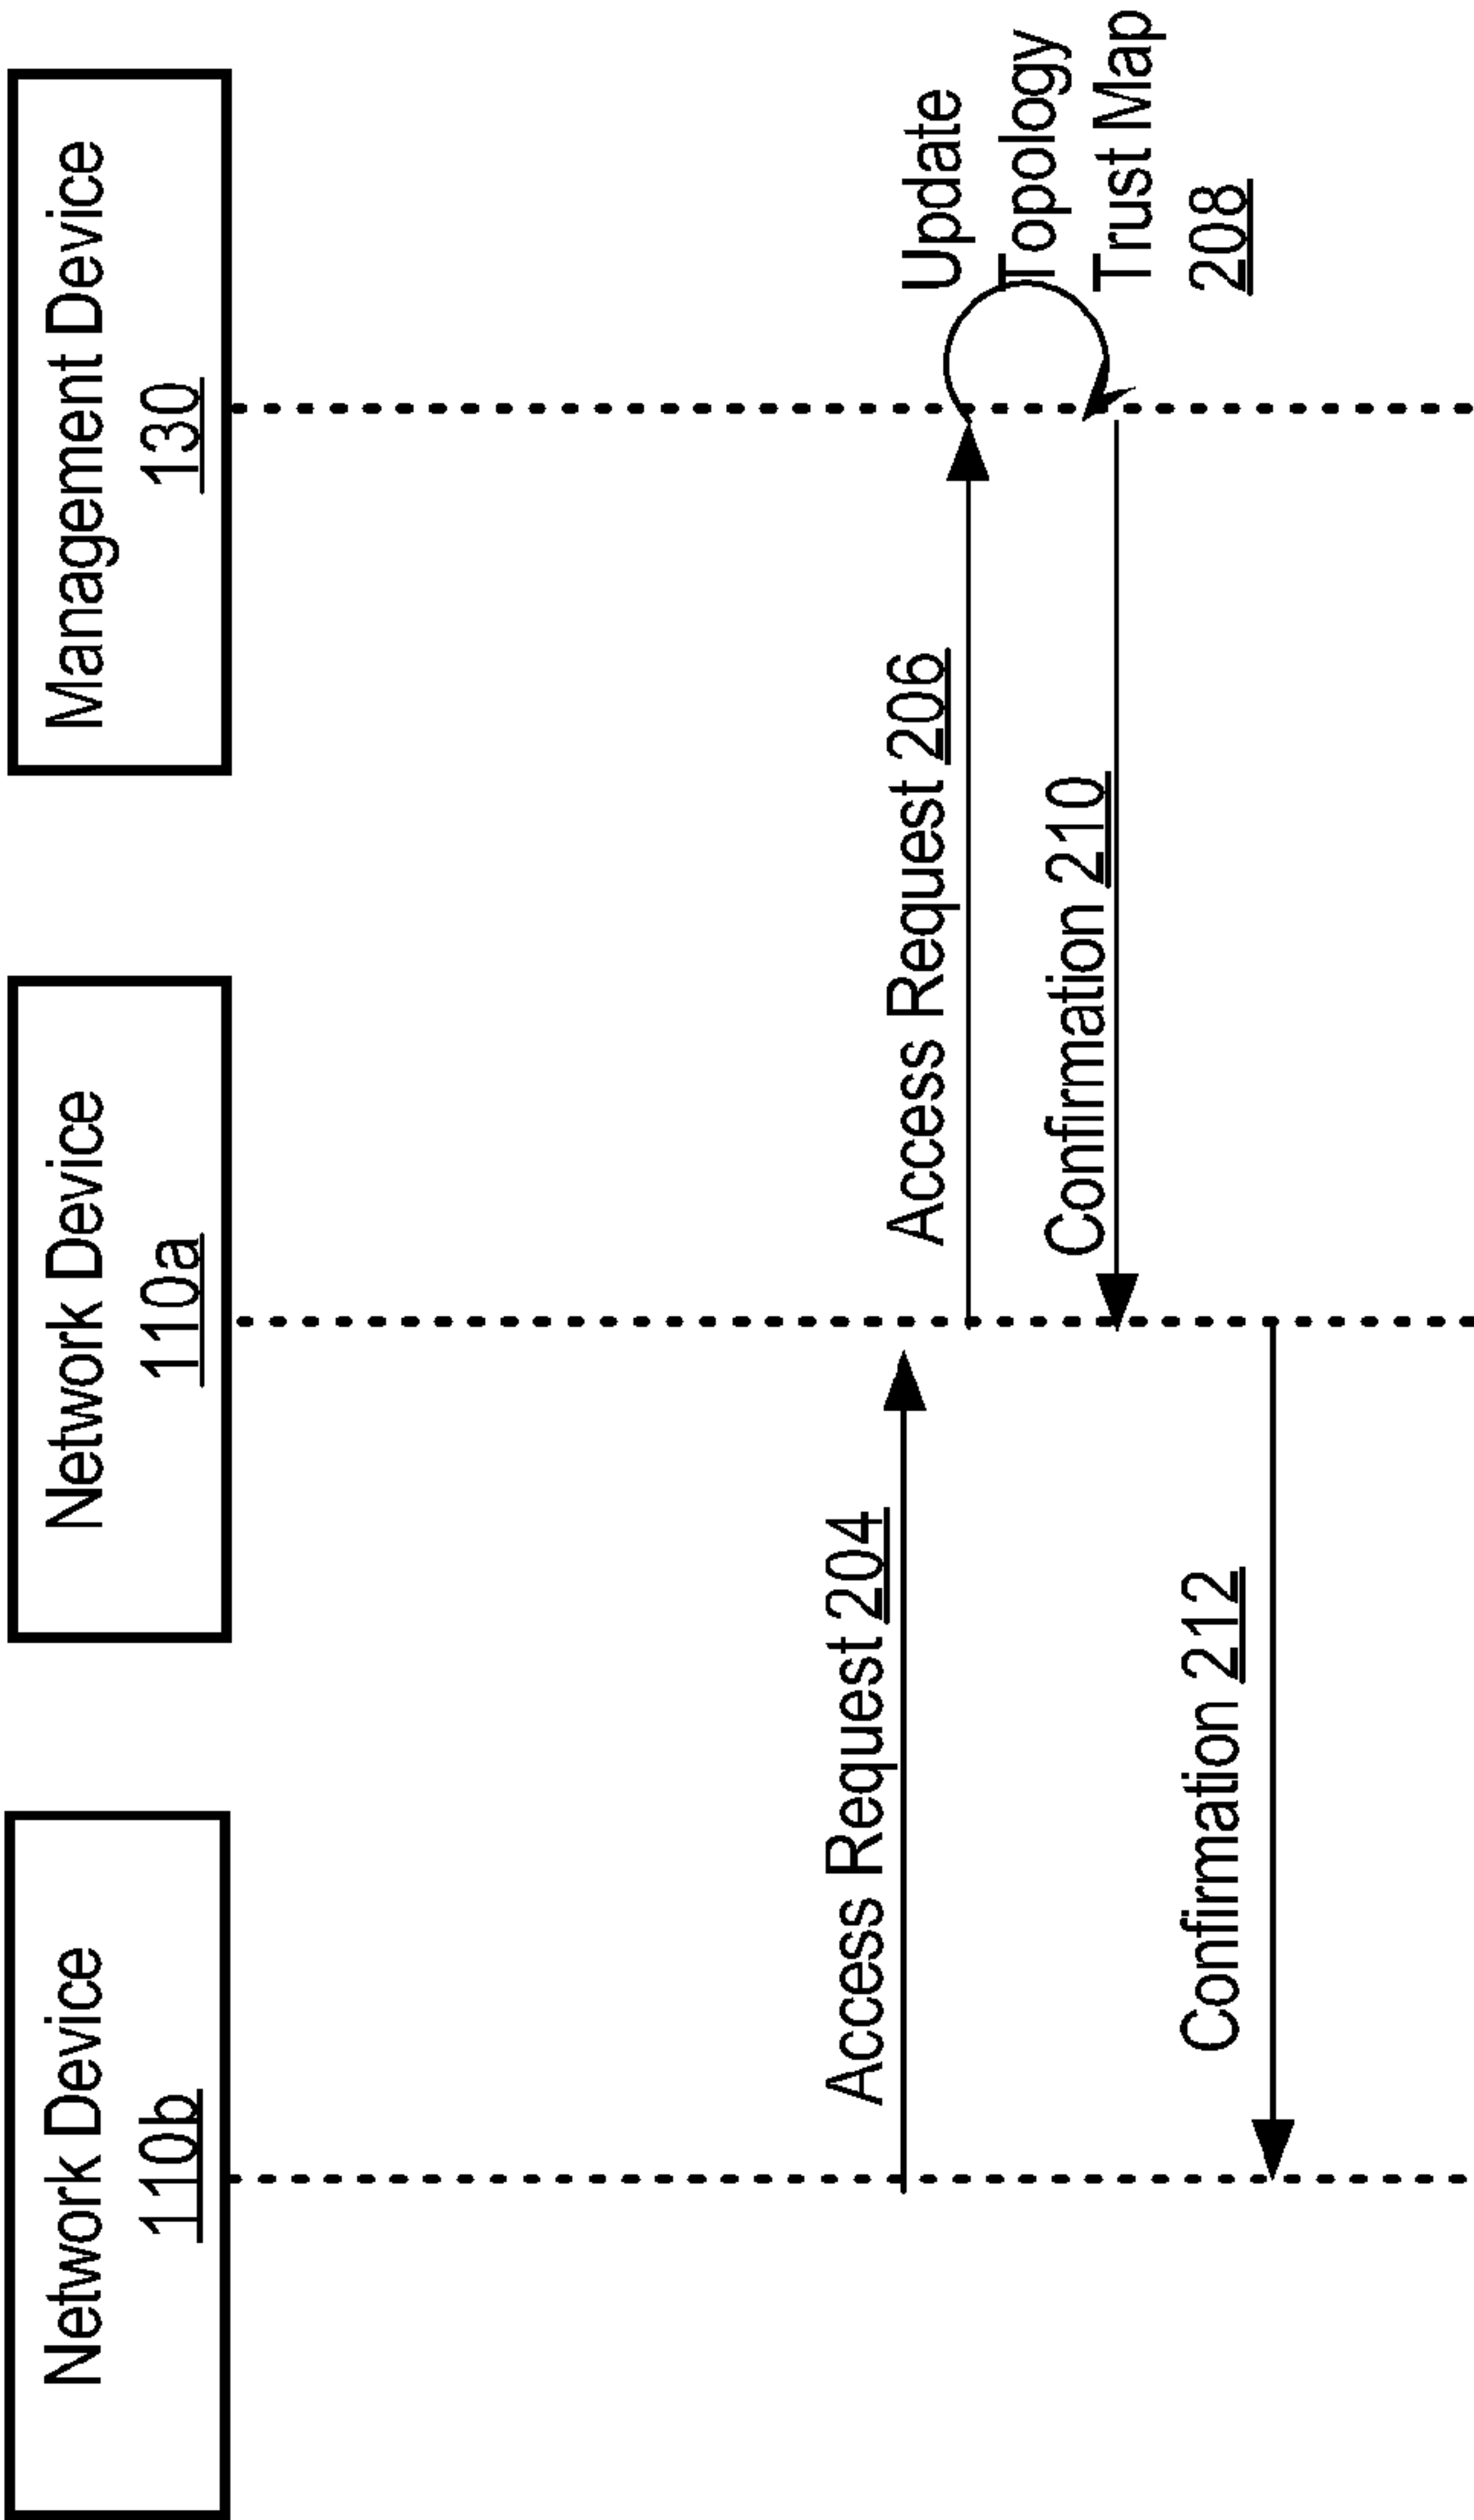 Network Device
110b
Network Device
110a
Management Device
130
Access Request 204
Access Request 206
Update
Topology
Trust Map
208
Confirmation 210
Confirmation 212